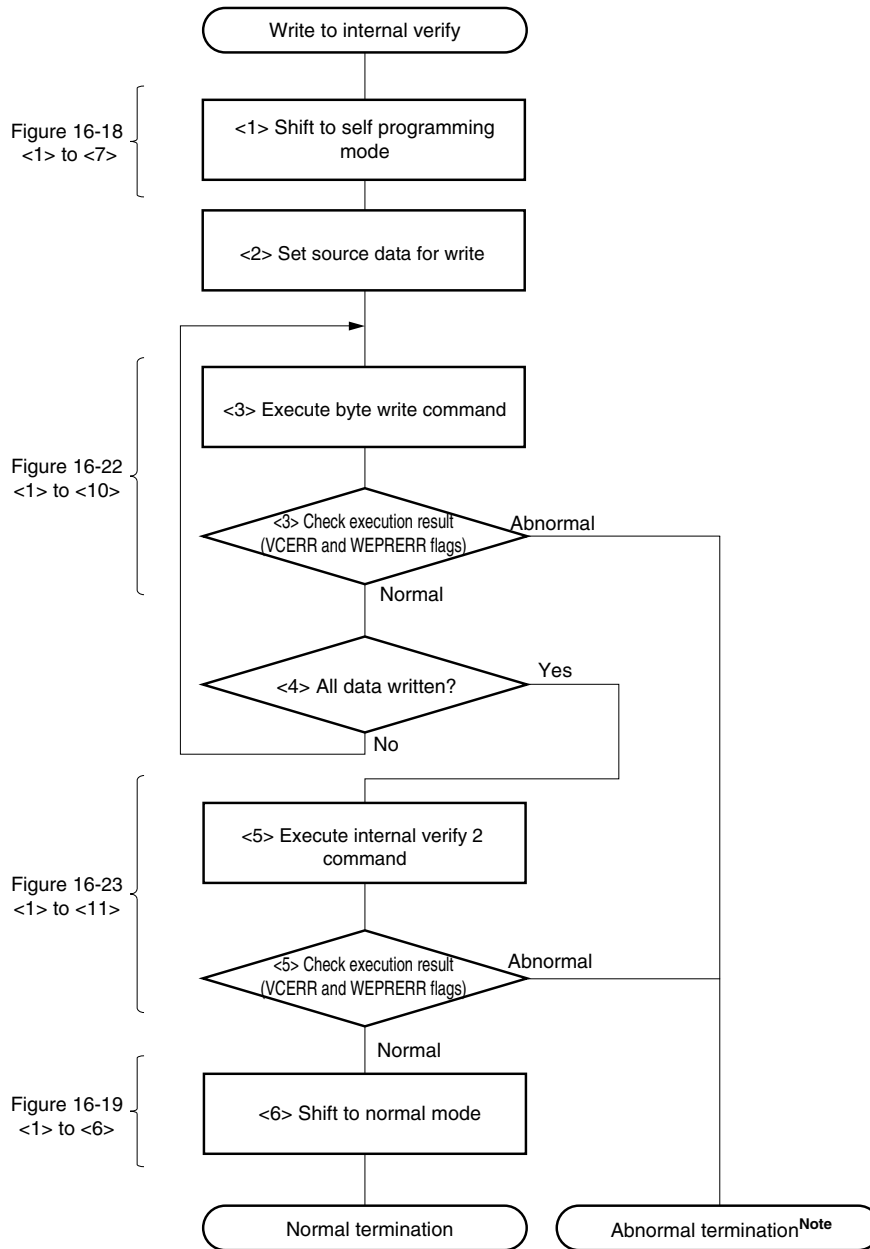 Write to internal verify
Figure 16-18
<1> to <7>
<1> Shift to self programming
mode
<2> Set source data for write
Figure 16-22
<1> to <10>
<3> Execute byte write command
<3> Check execution result
(VCERR and WEPRERR flags)
Abnormal
Normal
<4> All data written?
Yes
No
Figure 16-23
<1> to <11>
<5> Execute internal verify 2
command
<5> Check execution result
(VCERR and WEPRERR flags)
Abnormal
Normal
Figure 16-19
<1> to <6>
<6> Shift to normal mode
Normal termination
Abnormal termination Note